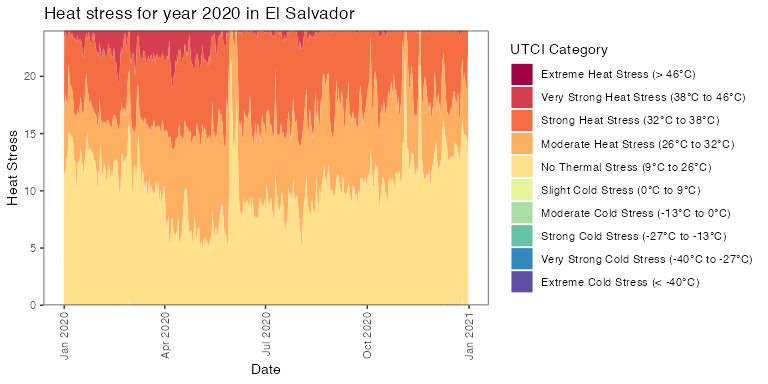 Heat stress for year 2020 in El Salvador
Heat Stress
20
15
10
5
0
Jan 2020
Apr 2020
Jul 2020
Oct 2020
Jan 2021
Date
UTCI Category
Extreme Heat Stress (> 46°C)
Very Strong Heat Stress (38°C to 46°C)
Strong Heat Stress (32°C to 38°C)
Moderate Heat Stress (26°C to 32°C)
No Thermal Stress (9°C to 26°C)
Slight Cold Stress (0°C to 9°C)
Moderate Cold Stress (-13°C to 0°C)
Strong Cold Stress (-27°C to -13°C)
Very Strong Cold Stress (-40°C to -27°C)
Extreme Cold Stress (< -40°C)